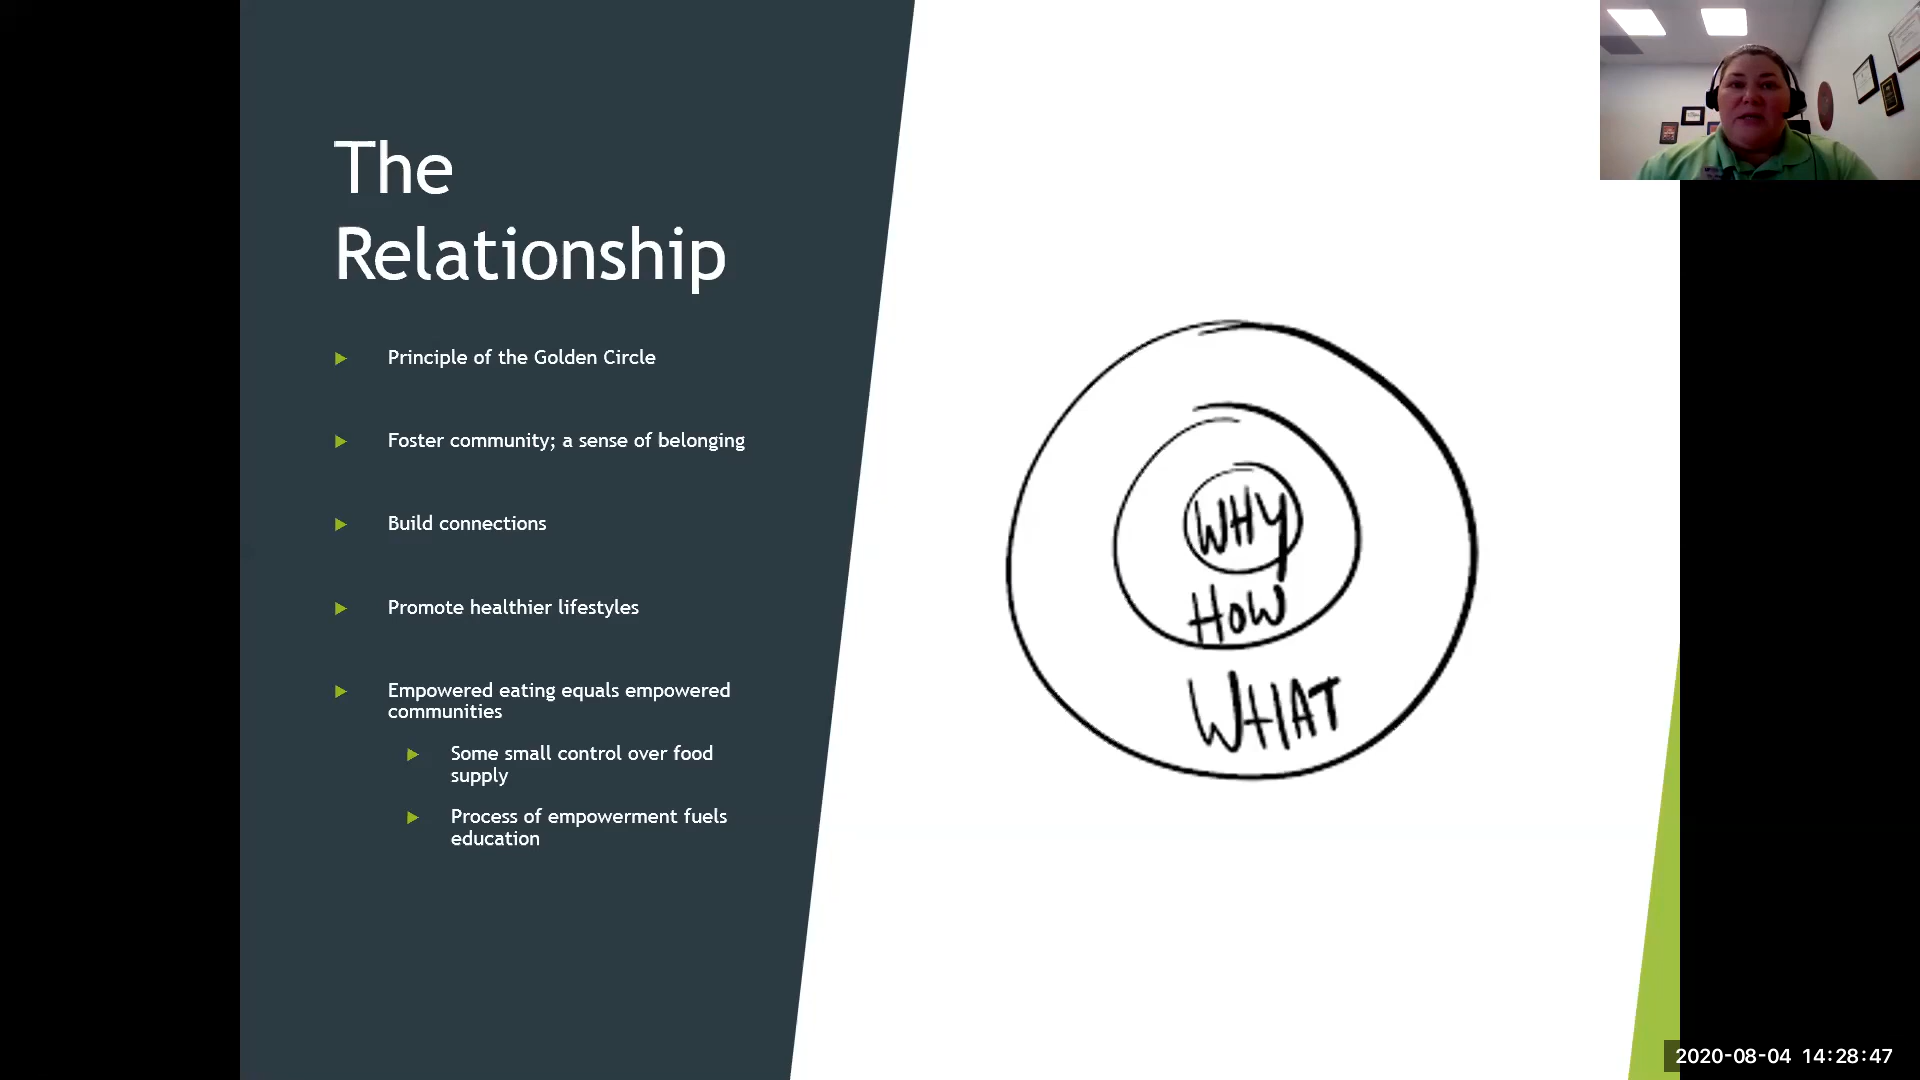 The
Relationship
Principle of the Golden Circle
Foster community; a sense of belonging
Build connections
Promote healthier lifestyles
Empowered eating equals empowered
communities
Some small control over food
supply
Process of empowerment fuels
education
WHY
HOW
WHAT
2020-08-04 14:28:47